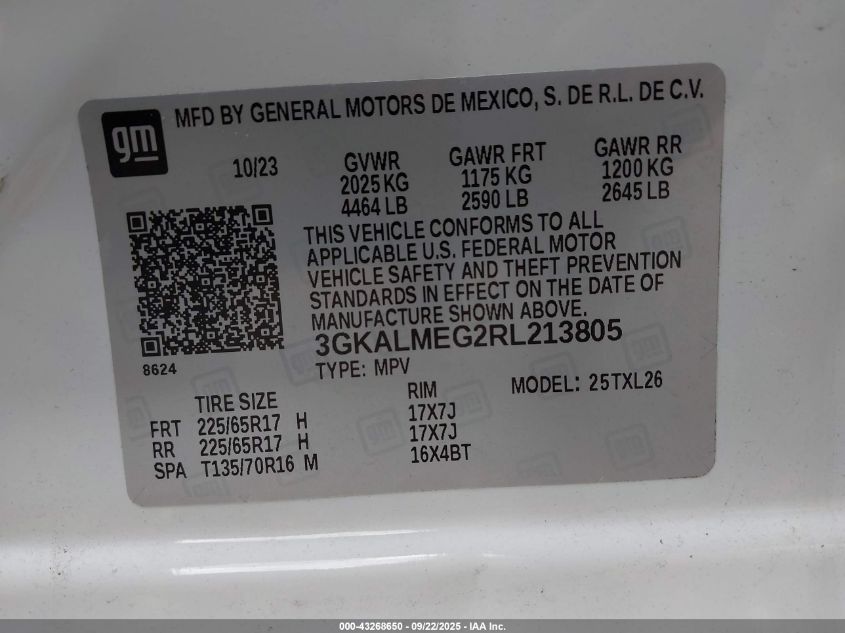 gm
MFD BY GENERAL MOTORS DE MEXICO, S. DE R.L. DE C.V.
10/23
GVWR GAWR FRT GAWR RR
2025 KG 1175 KG 1200 KG
4464 LB 2590 LB 2645 LB
THIS VEHICLE CONFORMS TO ALL
APPLICABLE U.S. FEDERAL MOTOR
VEHICLE SAFETY AND THEFT PREVENTION
STANDARDS IN EFFECT ON THE DATE OF
MANUFACTURE SHOWN ABOVE.
3GKALMEG2RL213805
8624
TYPE: MPV MODEL: 25TXL26
TIRE SIZE RIM
FRT 225/65R17 H 17X7J
RR 225/65R17 H 17X7J
SPA T135/70R16 M 16X4BT
000-43268650 - 09/22/2025 - IAA Inc.